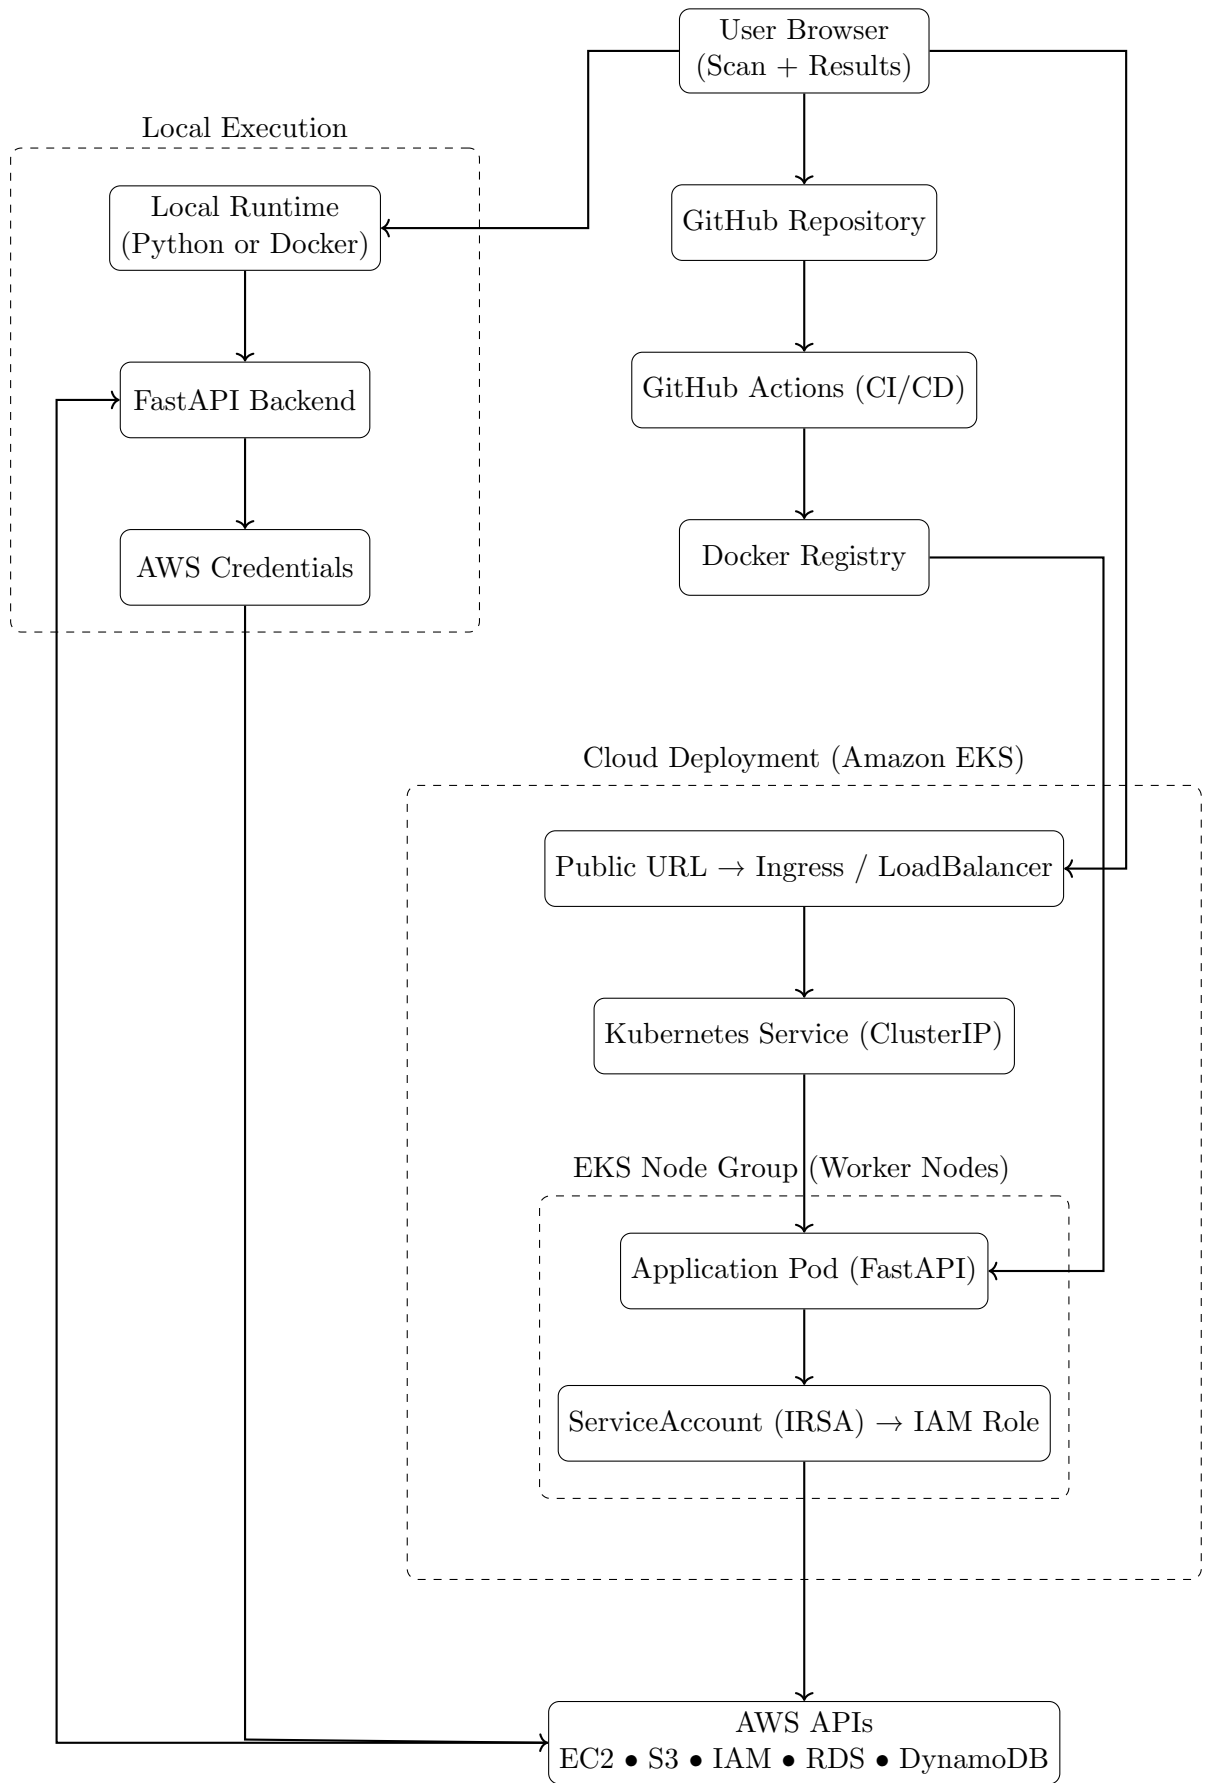 User Browser
(Scan + Results)
Local Execution
Local Runtime
(Python or Docker)
GitHub Repository
FastAPI Backend
GitHub Actions (CI/CD)
AWS Credentials
Docker Registry
Cloud Deployment (Amazon EKS)
Public URL → Ingress / LoadBalancer
Kubernetes Service (ClusterIP)
EKS Node Group (Worker Nodes)
Application Pod (FastAPI)
ServiceAccount (IRSA) → IAM Role
AWS APIs
EC2 • S3 • IAM • RDS • DynamoDB